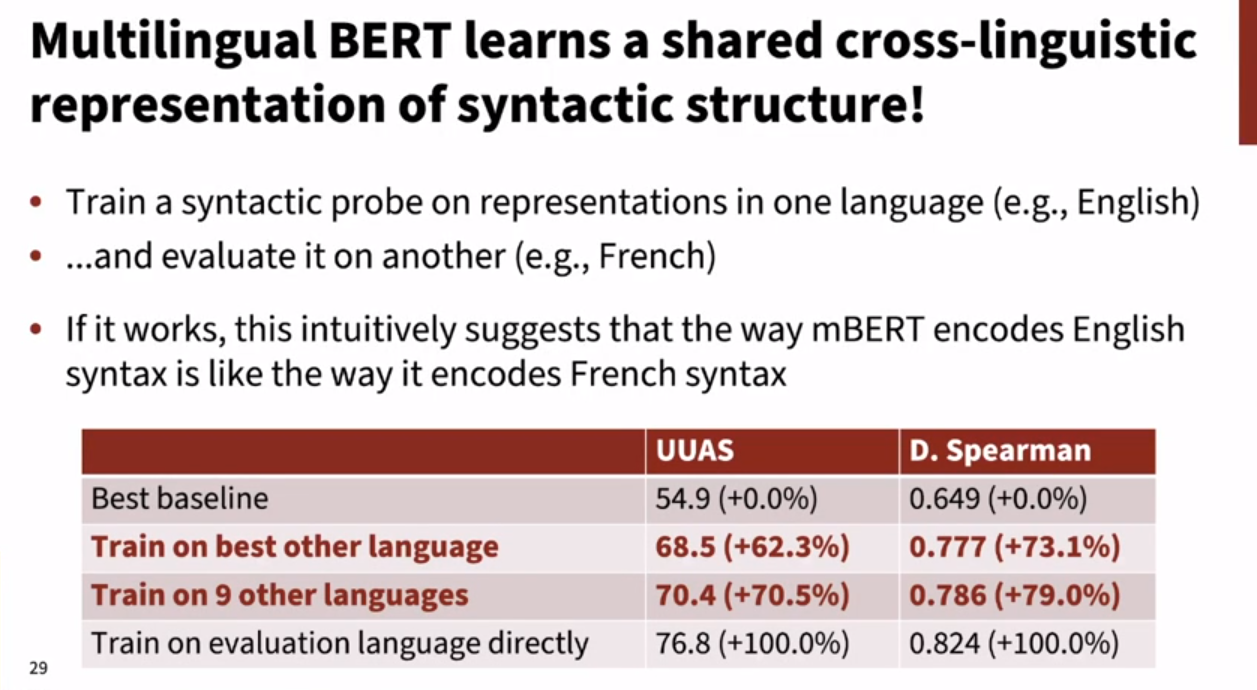 Multilingual BERT learns a shared cross-linguistic
representation of syntactic structure!
• Train a syntactic probe on representations in one language (e.g., English)
• ...and evaluate it on another (e.g., French)
• If it works, this intuitively suggests that the way mBERT encodes English
syntax is like the way it encodes French syntax
UUAS D. Spearman
Best baseline 54.9 (+0.0%) 0.649 (+0.0%)
Train on best other language 68.5 (+62.3%) 0.777 (+73.1%)
Train on 9 other languages 70.4 (+70.5%) 0.786 (+79.0%)
Train on evaluation language directly 76.8 (+100.0%) 0.824 (+100.0%)
29